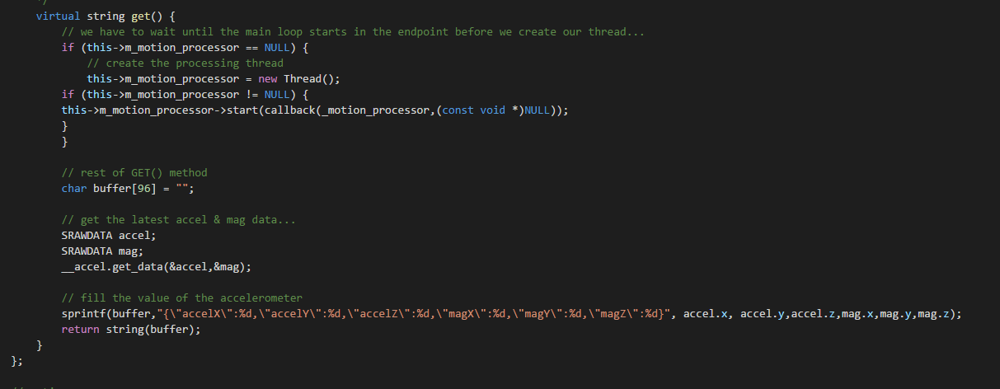 virtual string get() {
// we have to wait until the main loop starts in the endpoint before we create our thread...
if (this->m_motion_processor == NULL) {
// create the processing thread
this->m_motion_processor = new Thread();
if (this->m_motion_processor != NULL) {
this->m_motion_processor->start(callback(_motion_processor,(const void *)NULL));
}
}
// rest of GET() method
char buffer[96] = "";
// get the latest accel & mag data...
SRAWDATA accel;
SRAWDATA mag;
__accel.get_data(&accel,&mag);
// fill the value of the accelerometer
sprintf(buffer,"{\"accelX\":%d,\"accelY\":%d,\"accelZ\":%d,\"magX\":%d,\"magY\":%d,\"magZ\":%d}", accel.x, accel.y,accel.z,mag.x,mag.y,mag.z);
return string(buffer);
}
};